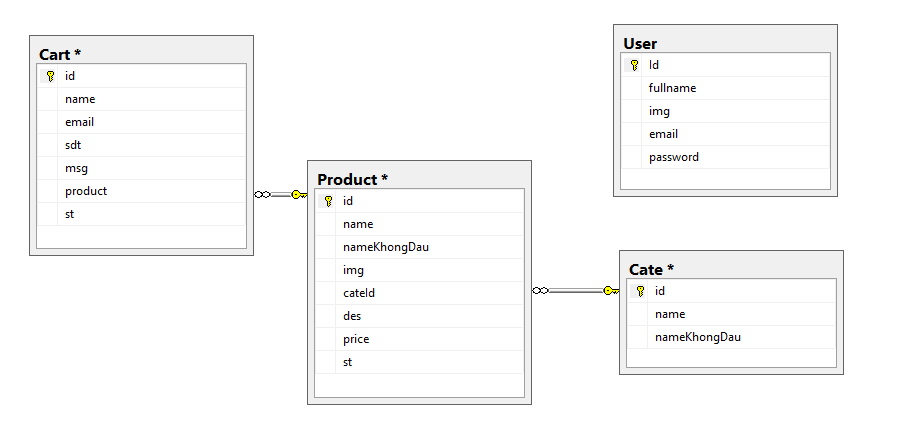 Cart *
id
name
email
sdt
msg
product
st
Product *
id
name
nameKhongDau
img
cateId
des
price
st
User
Id
fullname
img
email
password
Cate *
id
name
nameKhongDau